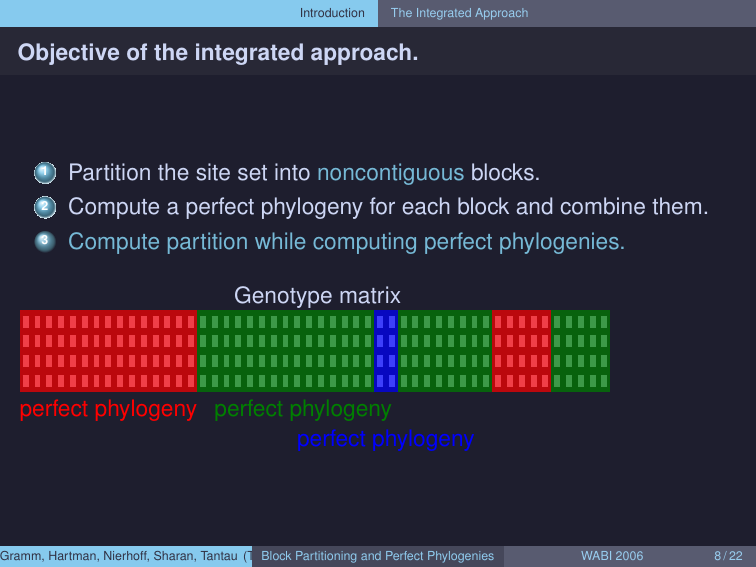 Introduction The Integrated Approach
Objective of the integrated approach.
1 Partition the site set into noncontiguous blocks.
2 Compute a perfect phylogeny for each block and combine them.
3 Compute partition while computing perfect phylogenies.
Genotype matrix
perfect phylogeny perfect phylogeny
perfect phylogeny
Gramm, Hartman, Nierhoff, Sharan, Tantau (T Block Partitioning and Perfect Phylogenies WABI 2006 8 / 22